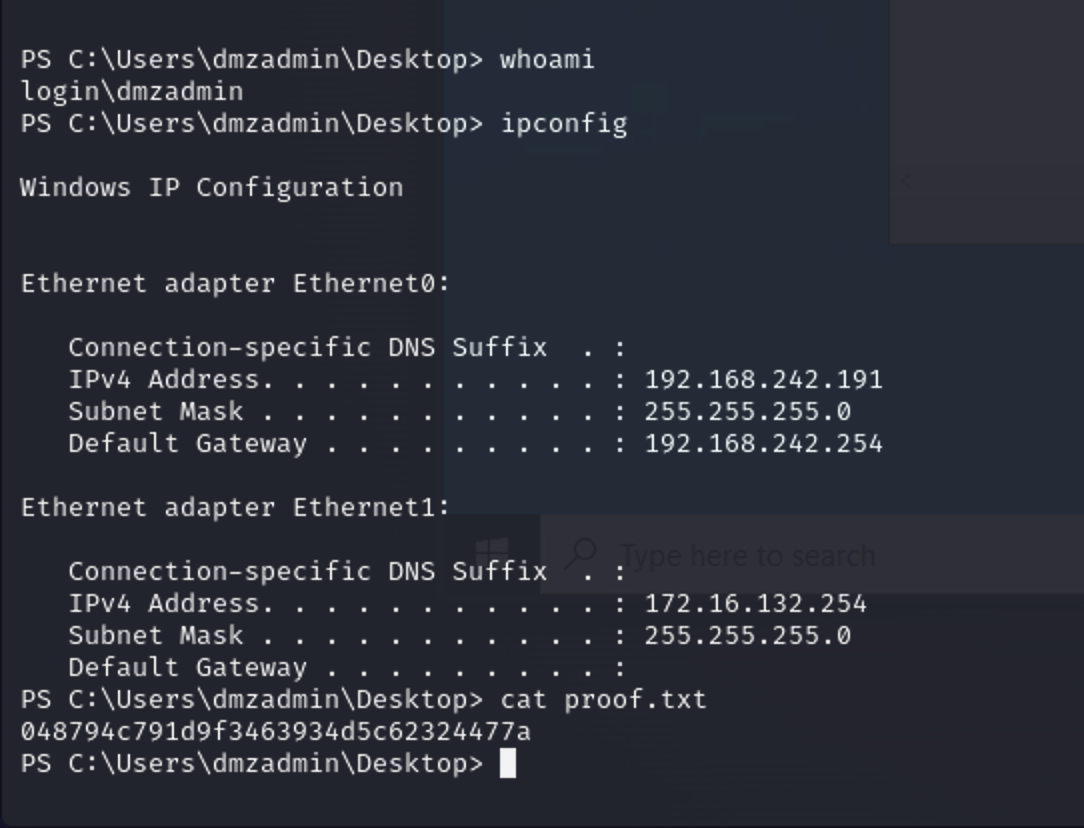 PS C:\Users\dmzadmin\Desktop> whoami
login\dmzadmin
PS C:\Users\dmzadmin\Desktop> ipconfig
Windows IP Configuration
Ethernet adapter Ethernet0:
   Connection-specific DNS Suffix  . :
   IPv4 Address. . . . . . . . . . . : 192.168.242.191
   Subnet Mask . . . . . . . . . . . : 255.255.255.0
   Default Gateway . . . . . . . . . : 192.168.242.254
Ethernet adapter Ethernet1:
   Connection-specific DNS Suffix  . :
Type here to search
   IPv4 Address. . . . . . . . . . . : 172.16.132.254
   Subnet Mask . . . . . . . . . . . : 255.255.255.0
   Default Gateway . . . . . . . . . :
PS C:\Users\dmzadmin\Desktop> cat proof.txt
048794c791d9f3463934d5c62324477a
PS C:\Users\dmzadmin\Desktop>